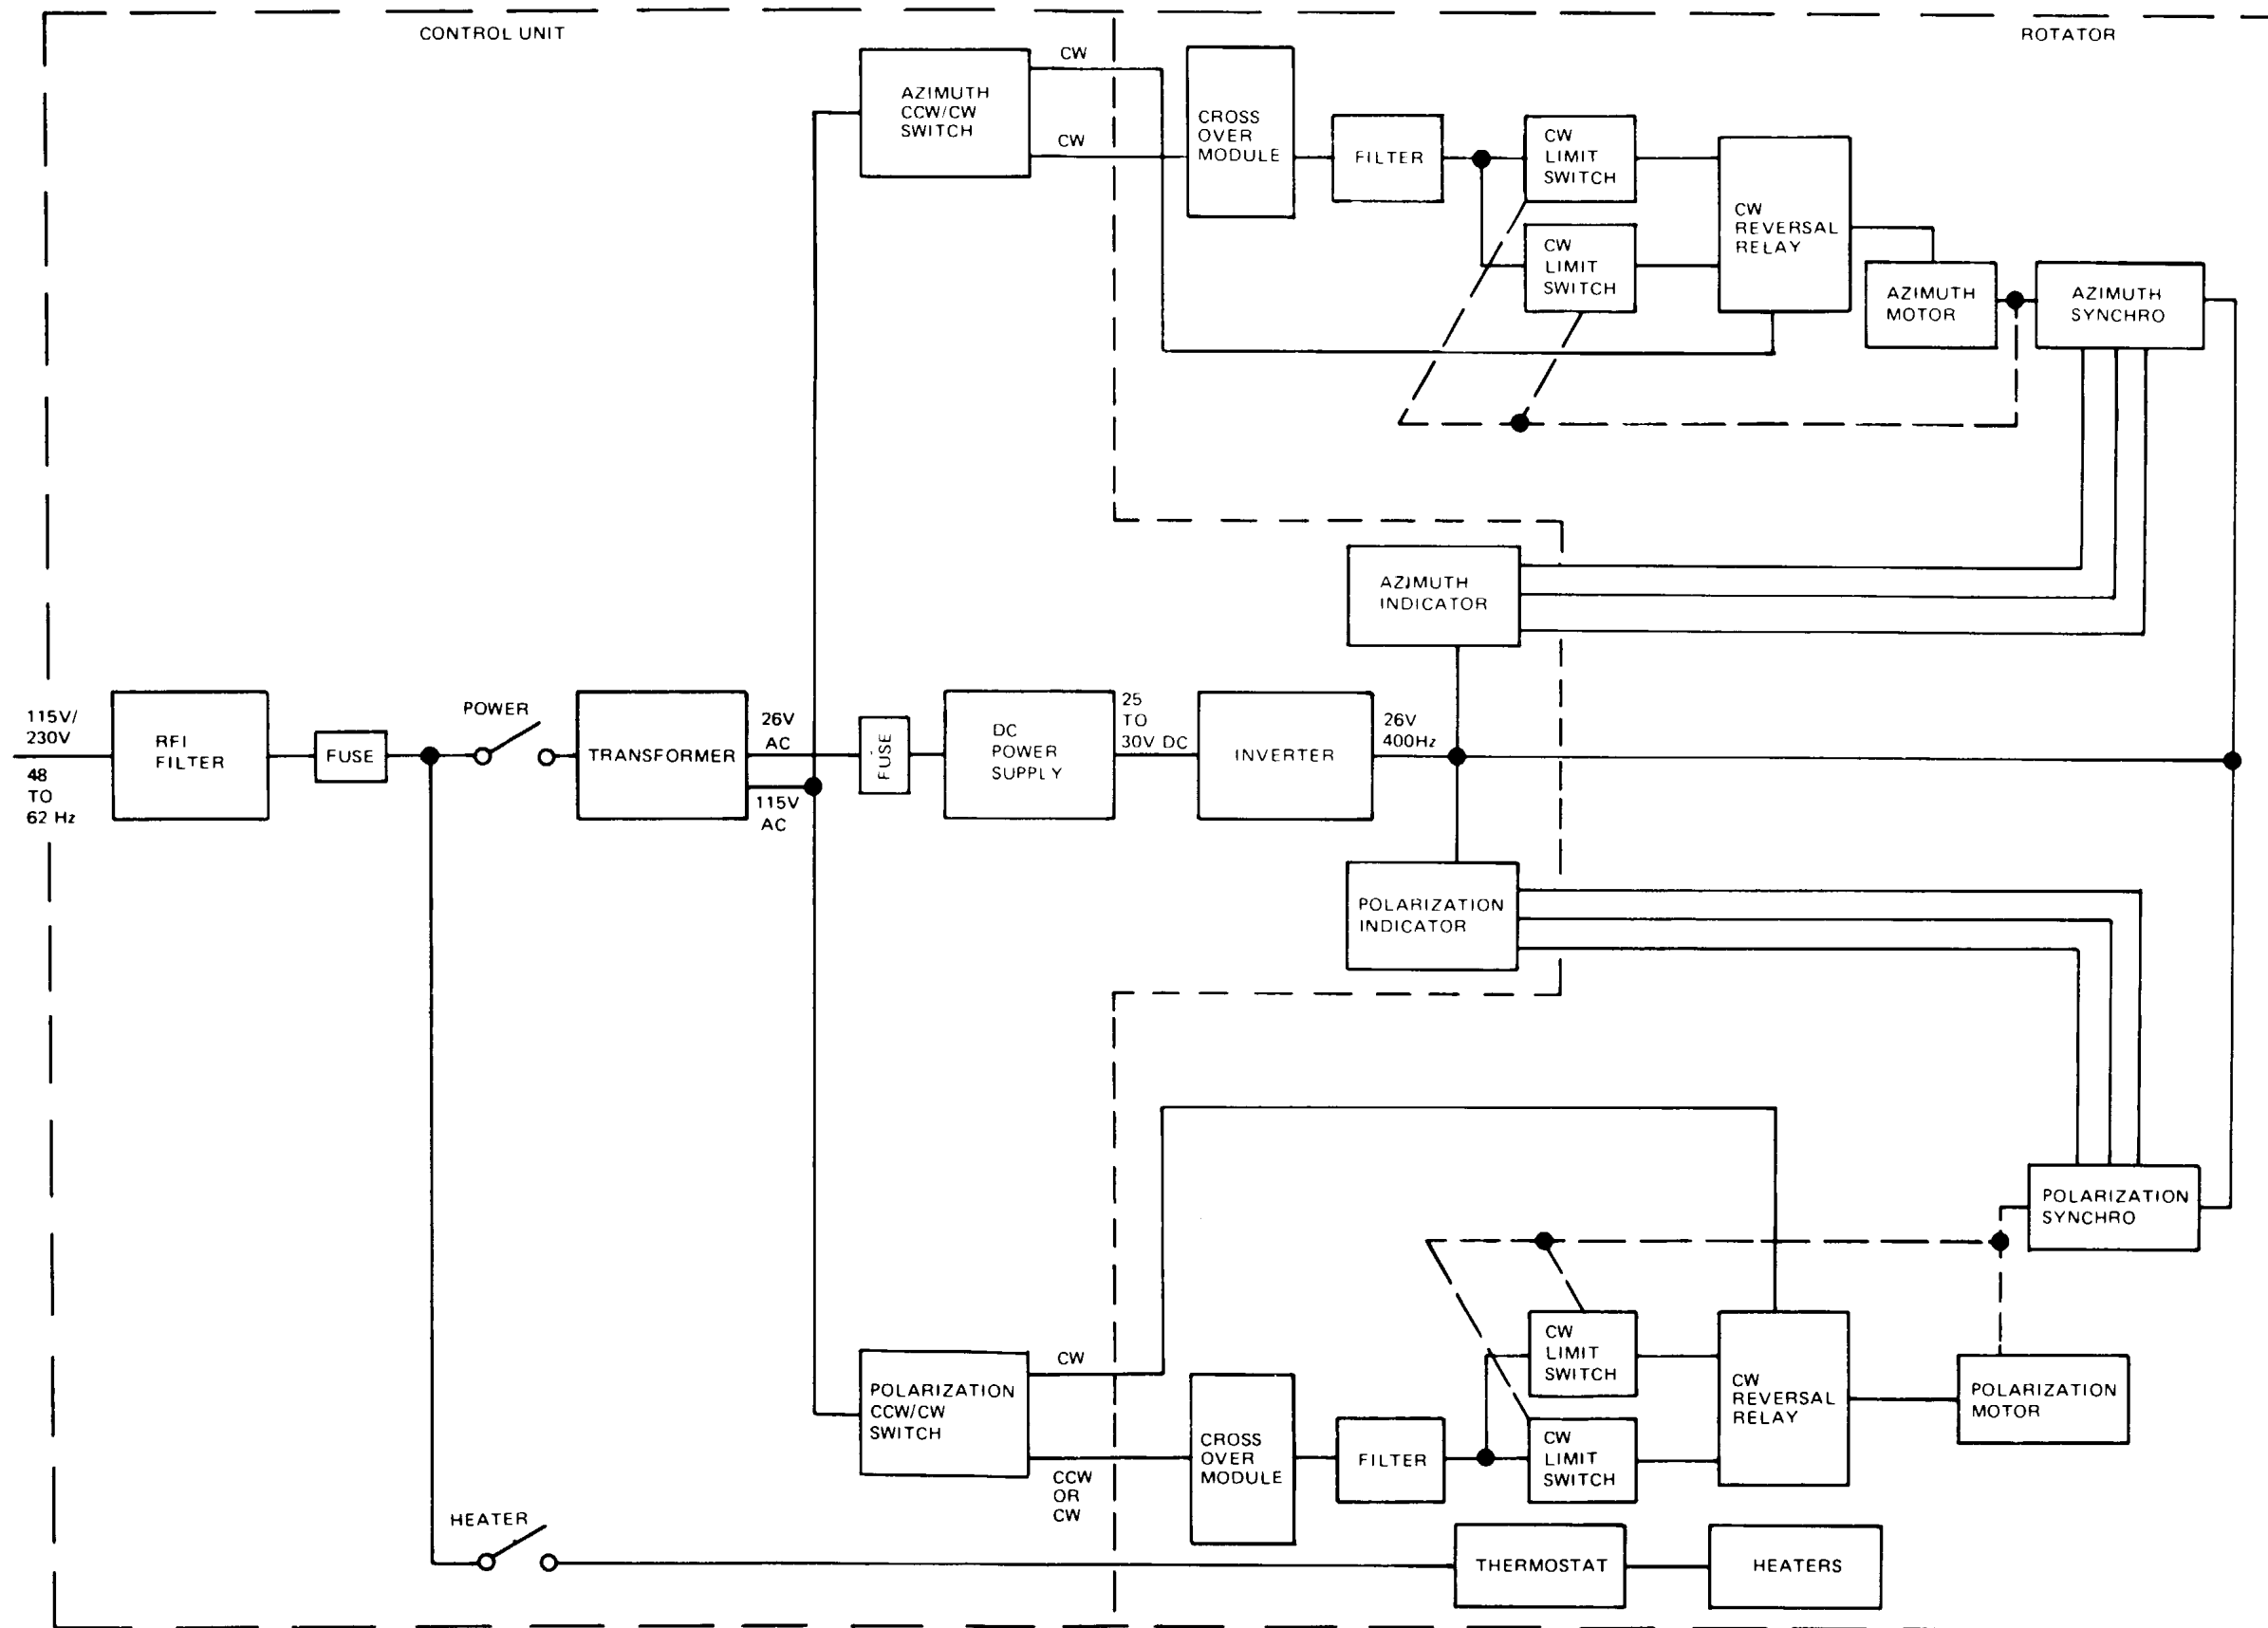 CONTROL UNIT
ROTATOR
CW
AZIMUTH
CCW/CW
SWITCH
CW
CROSS
OVER
MODULE
FILTER
CW
LIMIT
SWITCH
CW
LIMIT
SWITCH
CW
REVERSAL
RELAY
AZIMUTH
MOTOR
AZIMUTH
SYNCHRO
AZIMUTH
INDICATOR
115V/
230V
48
TO
62 Hz
RFI
FILTER
FUSE
POWER
TRANSFORMER
26V
AC
115V
AC
FUSE
DC
POWER
SUPPLY
25
TO
30V DC
INVERTER
26V
400Hz
POLARIZATION
INDICATOR
POLARIZATION
SYNCHRO
POLARIZATION
CCW/CW
SWITCH
CW
CCW
OR
CW
CROSS
OVER
MODULE
FILTER
CW
LIMIT
SWITCH
CW
LIMIT
SWITCH
CW
REVERSAL
RELAY
POLARIZATION
MOTOR
HEATER
THERMOSTAT
HEATERS